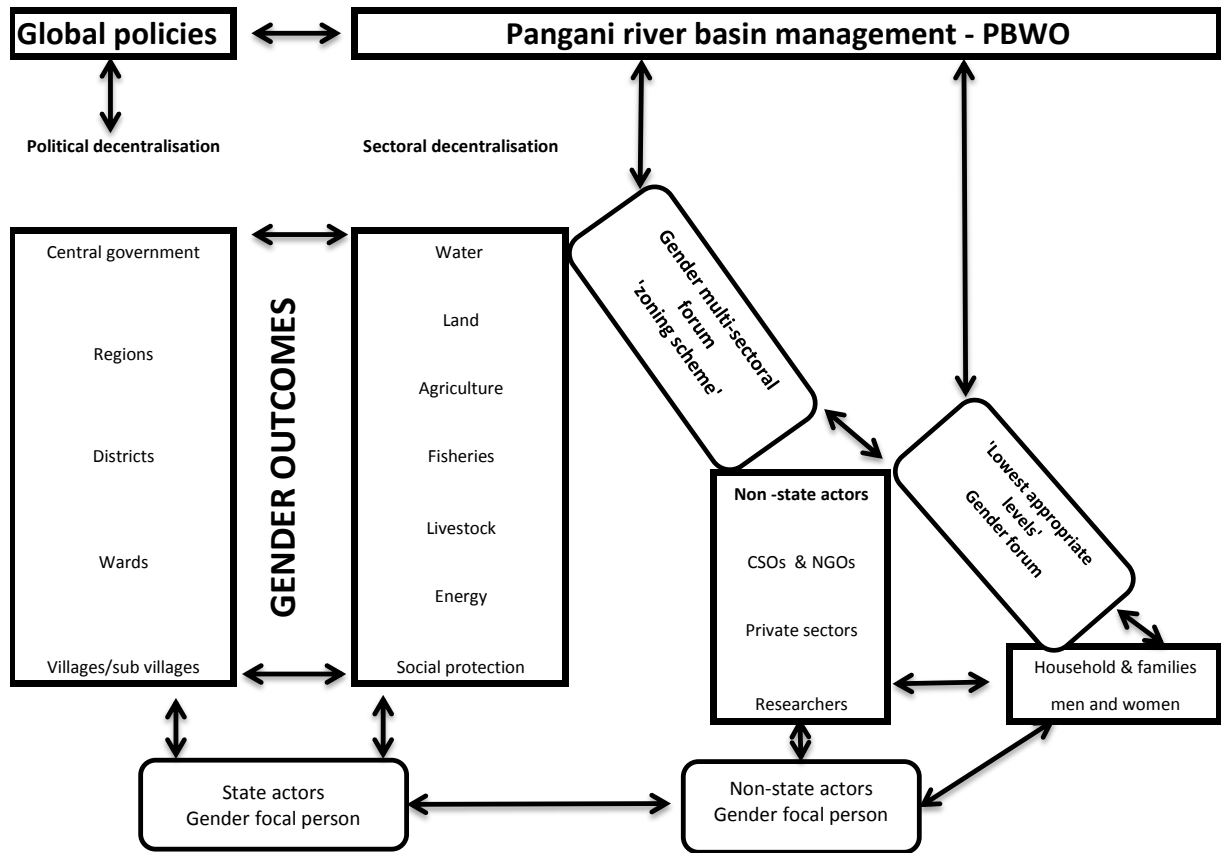 Global policies
Pangani river basin management - PBWO
Political decentralisation
Sectoral decentralisation
Central government
Regions
Districts
Wards
Villages/sub villages
GENDER OUTCOMES
Water
Land
Agriculture
Fisheries
Livestock
Energy
Social protection
Gender multi-sectoral
forum
'zoning scheme'
Non -state actors
CSOs & NGOs
Private sectors
Researchers
'Lowest appropriate
levels'
Gender forum
Household & families
men and women
State actors
Gender focal person
Non-state actors
Gender focal person